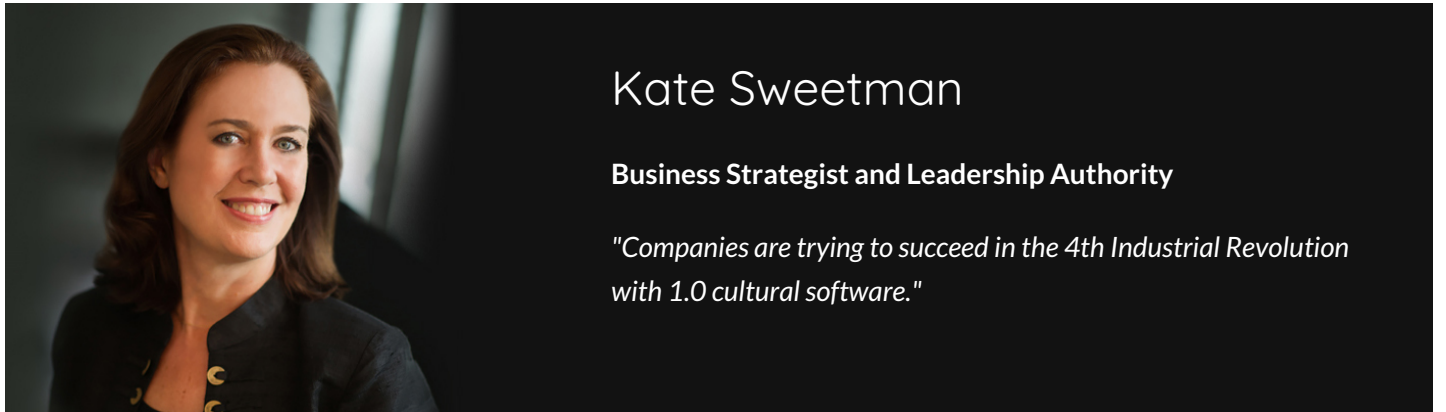 Kate Sweetman
Business Strategist and Leadership Authority
"Companies are trying to succeed in the 4th Industrial Revolution
with 1.0 cultural software."